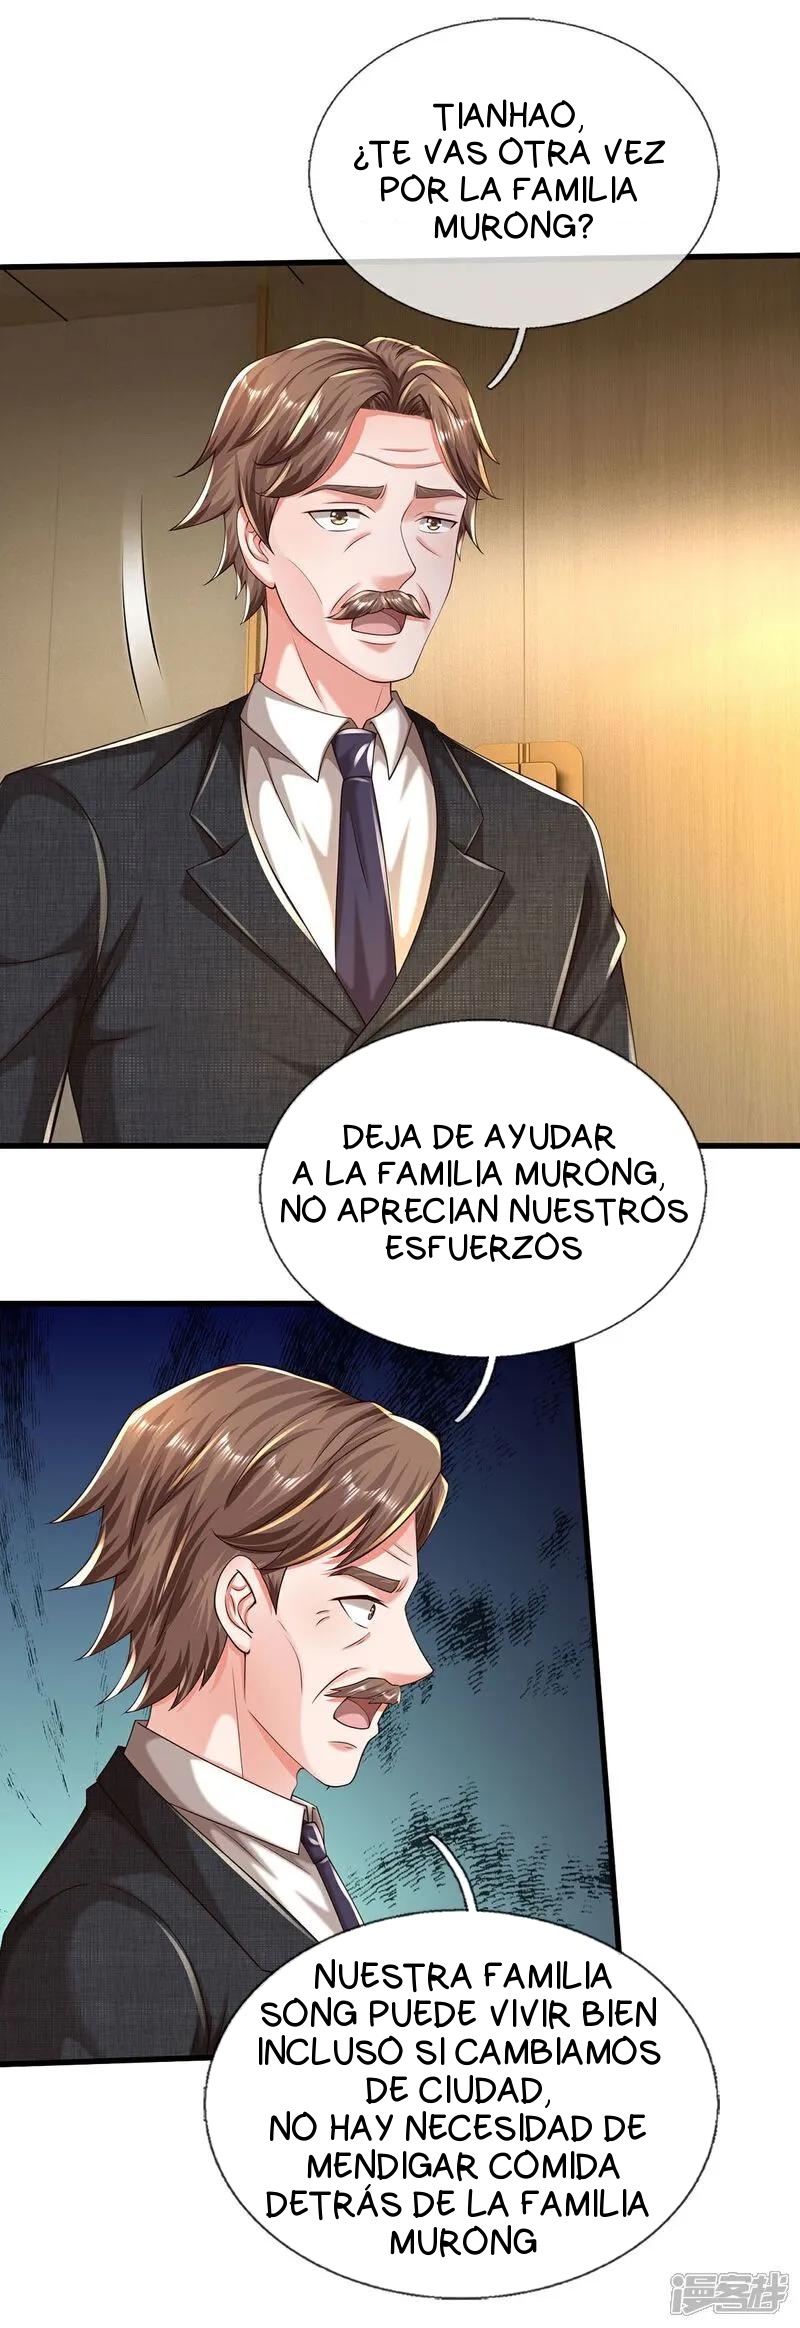 TIANHAO,
¿TE VAS OTRA VEZ
POR LA FAMILIA
MURONG?
DEJA DE AYUDAR
A LA FAMILIA MURONG,
NO APRECIAN NUESTROS
ESFUERZOS
NUESTRA FAMILIA
SONG PUEDE VIVIR BIEN
INCLUSO SI CAMBIAMOS
DE CIUDAD,
NO HAY NECESIDAD DE
MENDIGAR COMIDA
DETRÁS DE LA FAMILIA
MURONG
漫客栈